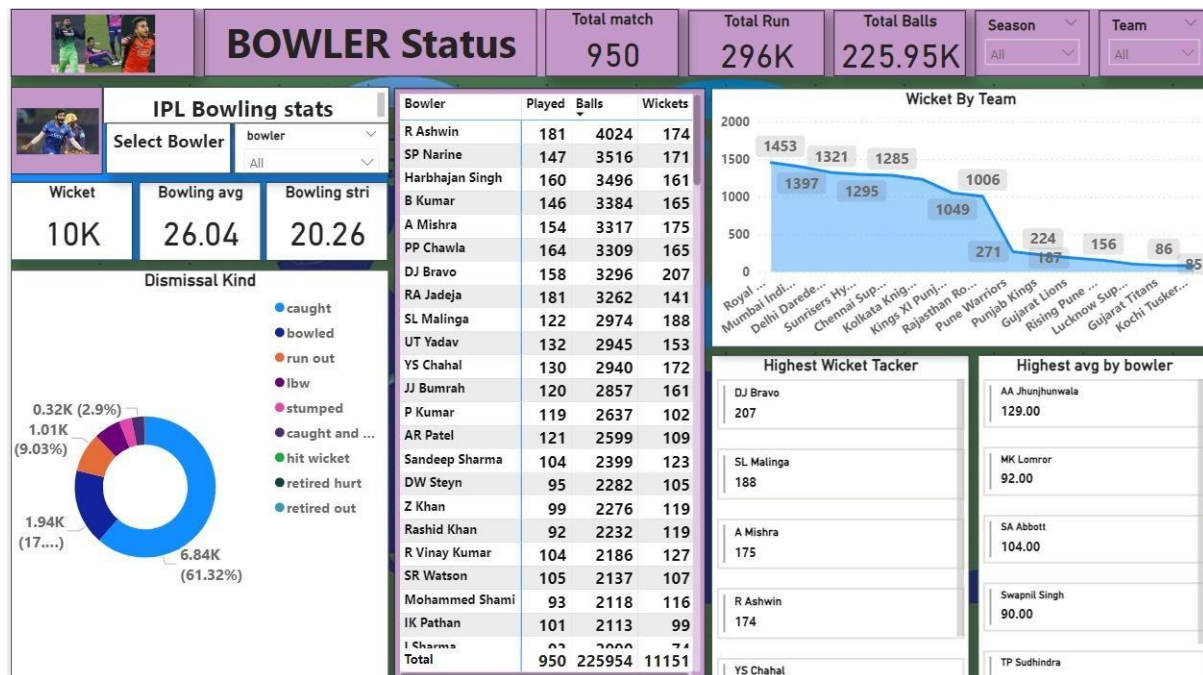 BOWLER Status
Total match
950
Total Run
296K
Total Balls
225.95K
Season
All
Team
All
IPL Bowling stats
Select Bowler
bowler
All
Wicket
10K
Bowling avg
26.04
Bowling stri
20.26
Dismissal Kind
caught
bowled
run out
lbw
stumped
caught and ...
hit wicket
retired hurt
retired out
0.32K (2.9%)
1.01K
(9.03%)
1.94K
(17....)
6.84K
(61.32%)
Bowler Played Balls Wickets
R Ashwin 181 4024 174
SP Narine 147 3516 171
Harbhajan Singh 160 3496 161
B Kumar 146 3384 165
A Mishra 154 3317 175
PP Chawla 164 3309 165
DJ Bravo 158 3296 207
RA Jadeja 181 3262 141
SL Malinga 122 2974 188
UT Yadav 132 2945 153
YS Chahal 130 2940 172
JJ Bumrah 120 2857 161
P Kumar 119 2637 102
AR Patel 121 2599 109
Sandeep Sharma 104 2399 123
DW Steyn 95 2282 105
Z Khan 99 2276 119
Rashid Khan 92 2232 119
R Vinay Kumar 104 2186 127
SR Watson 105 2137 107
Mohammed Shami 93 2118 116
IK Pathan 101 2113 99
I Sharma
Total 950 225954 11151
Wicket By Team
2000
1500
1000
500
0
1453
1397
1321
1295
1285
1049
1006
271
224
187
156
86
85
Royal ...
Mumbai Indi...
Delhi Darede...
Sunrisers Hy...
Chennai Sup...
Kolkata Knig...
Kings XI Punj...
Rajasthan Ro...
Pune Warriors
Punjab Kings
Gujarat Lions
Rising Pune ...
Lucknow Sup...
Gujarat Titans
Kochi Tusker...
Highest Wicket Tacker
DJ Bravo
207
SL Malinga
188
A Mishra
175
R Ashwin
174
YS Chahal
Highest avg by bowler
AA Jhunjhunwala
129.00
MK Lomror
92.00
SA Abbott
104.00
Swapnil Singh
90.00
TP Sudhindra